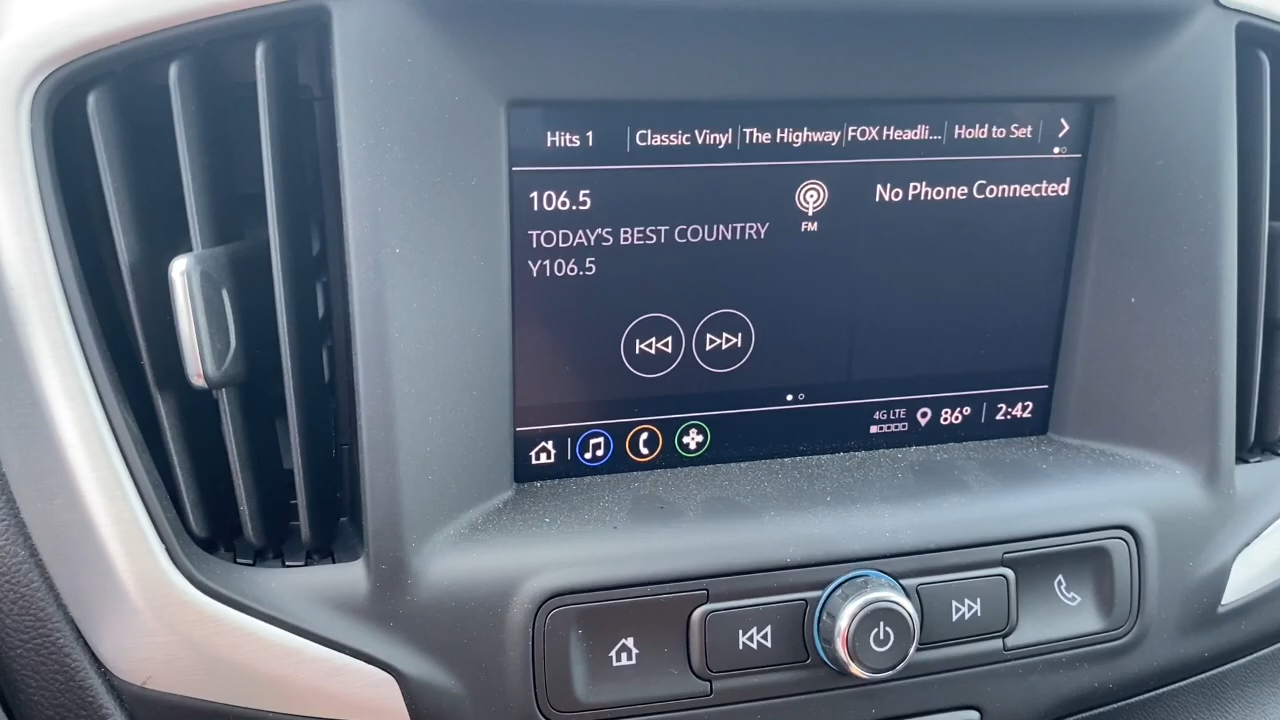 Hits 1
Classic Vinyl
The Highway
FOX Headli...
Hold to Set
106.5
FM
No Phone Connected
TODAY'S BEST COUNTRY
Y106.5
4G LTE
86°
2:42